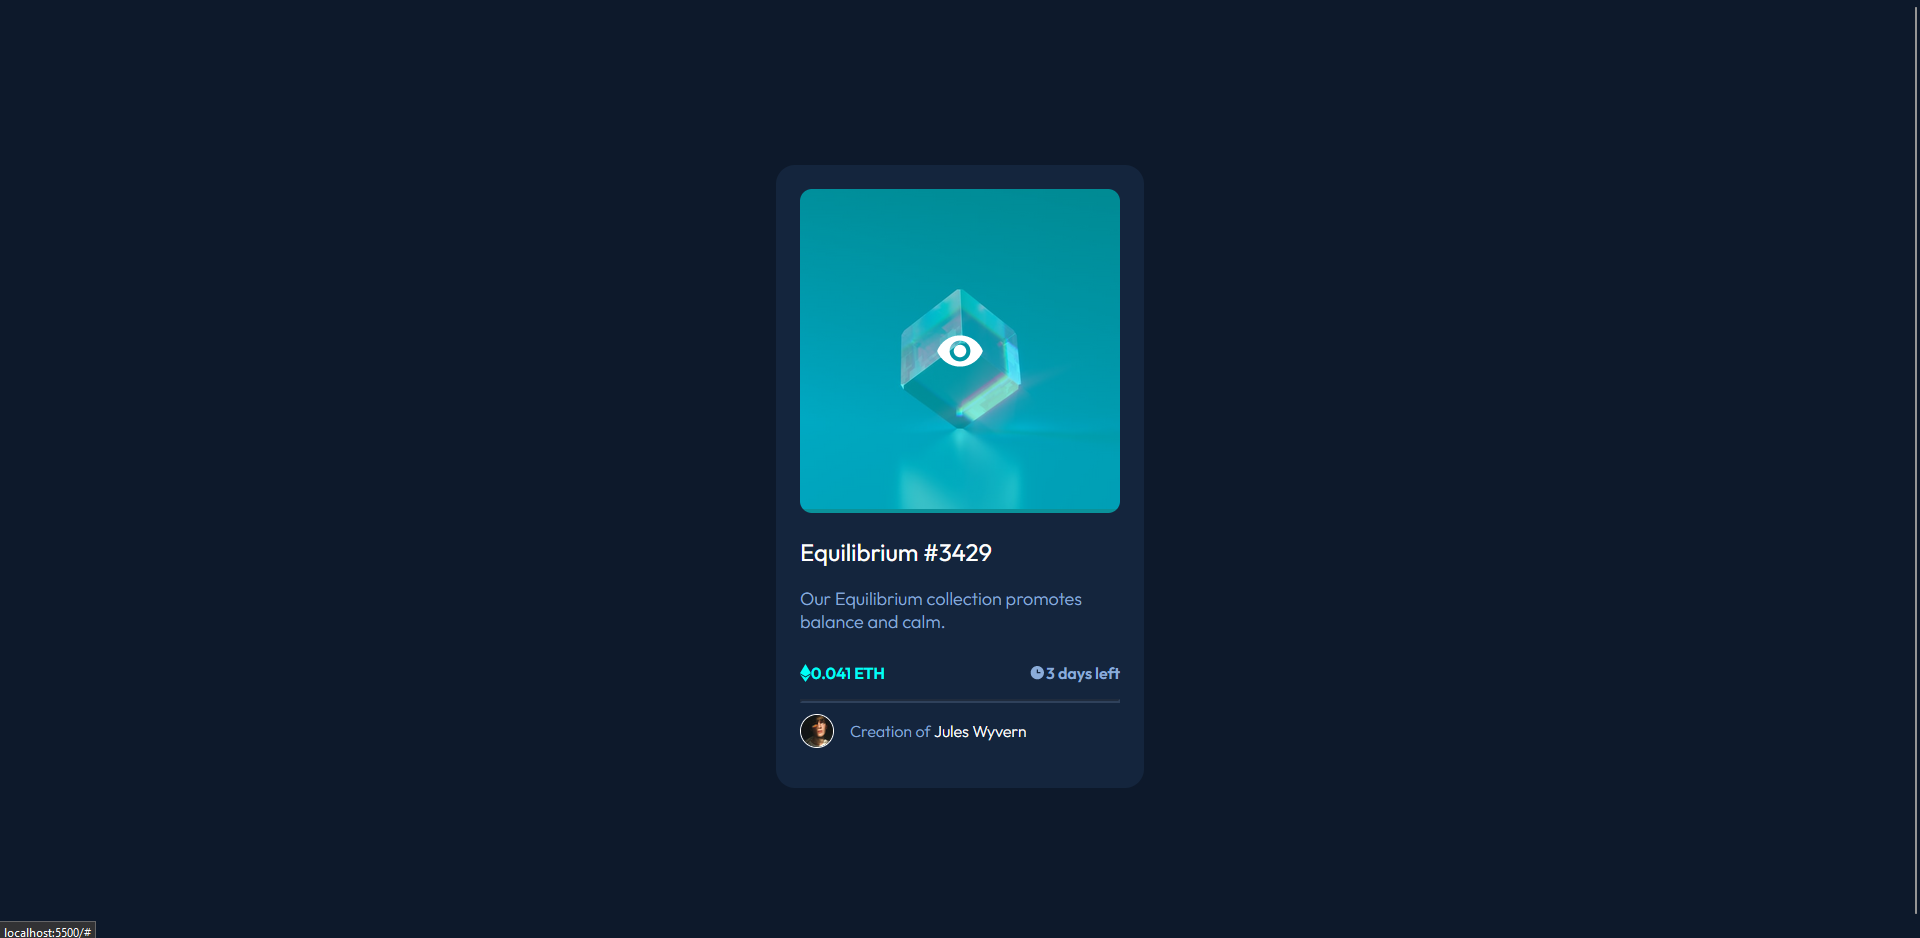 Equilibrium #3429
Our Equilibrium collection promotes
balance and calm.
0.041 ETH
3 days left
Creation of Jules Wyvern
localhost:5500/#